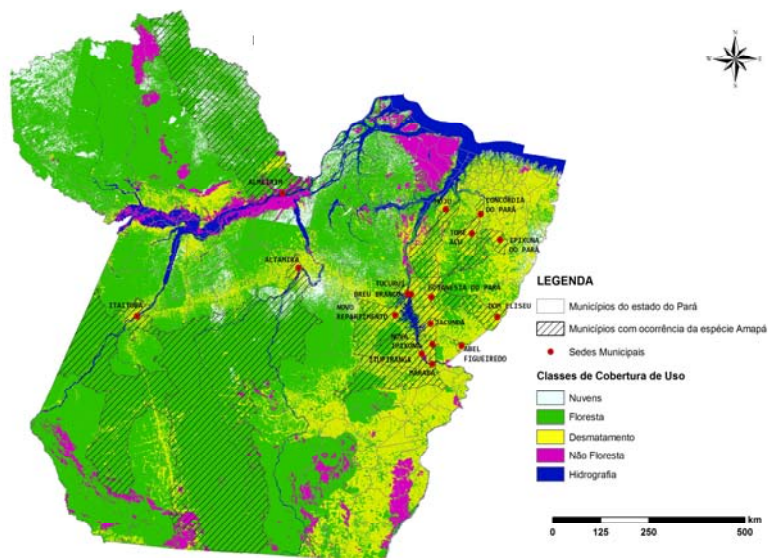 N
W
E
S
ALMEIRIM
MOJU
CONCÓRDIA
DO PARÁ
TOMÉ
AÇU
IPIXUNA
DO PARÁ
ALTAMIRA
TUCURUÍ
BREU BRANCO
GOIANÉSIA DO PARÁ
ITAITUBA
NOVO
REPARTIMENTO
DOM ELISEU
JACUNDÁ
NOVA
IPIXUNA
ABEL
FIGUEIREDO
ITUPIRANGA
MARABÁ
LEGENDA
Municípios do estado do Pará
Municípios com ocorrência da espécie Amapá
Sedes Municipais
Classes de Cobertura de Uso
Nuvens
Floresta
Desmatamento
Não Floresta
Hidrografia
km
0 125 250 500